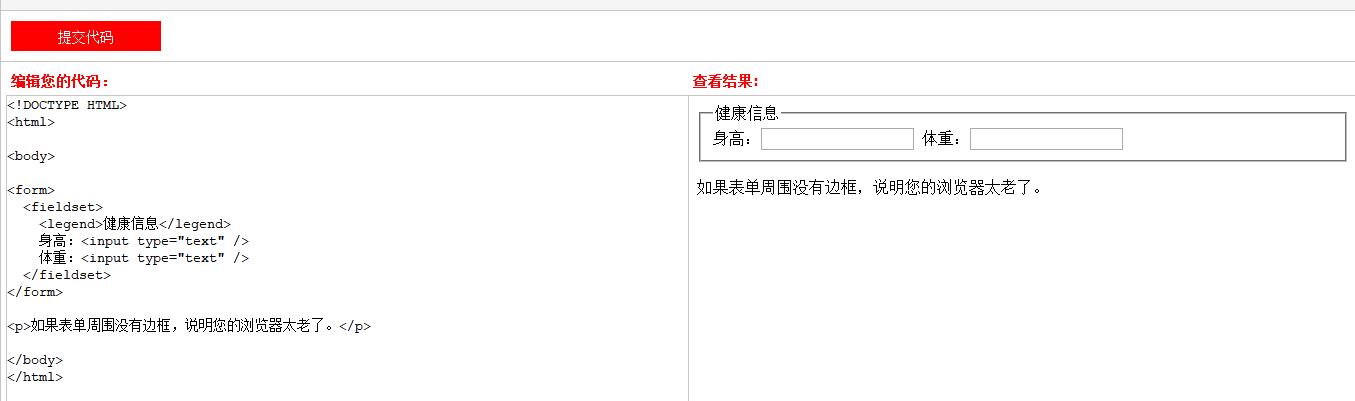 提交代码
编辑您的代码：
<!DOCTYPE HTML>
<html>
<body>
<form>
<fieldset>
<legend>健康信息</legend>
身高：<input type="text" />
体重：<input type="text" />
</fieldset>
</form>
<p>如果表单周围没有边框，说明您的浏览器太老了。</p>
</body>
</html>
查看结果:
健康信息
身高： 体重：
如果表单周围没有边框，说明您的浏览器太老了。